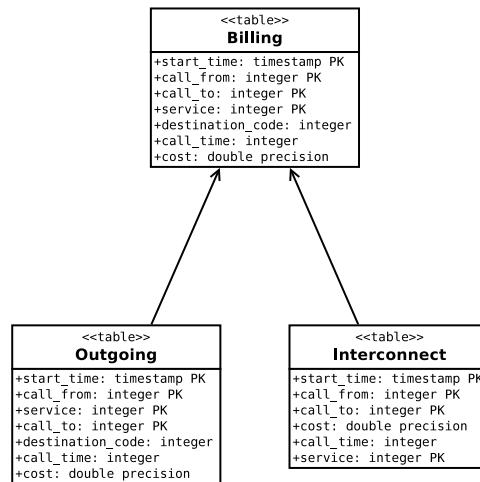 <<table>>
Billing
+start_time: timestamp PK
+call_from: integer PK
+call_to: integer PK
+service: integer PK
+destination_code: integer
+call_time: integer
+cost: double precision
<<table>>
Outgoing
+start_time: timestamp PK
+call_from: integer PK
+service: integer PK
+call_to: integer PK
+destination_code: integer
+call_time: integer
+cost: double precision
<<table>>
Interconnect
+start_time: timestamp PK
+call_from: integer PK
+call_to: integer PK
+cost: double precision
+call_time: integer
+service: integer PK